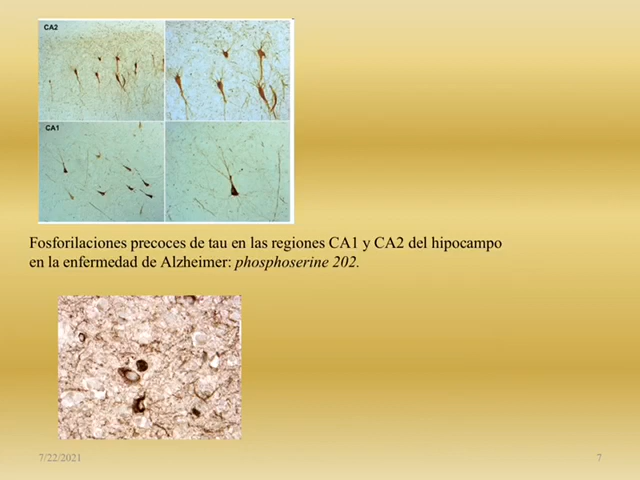 CA2
CA1
Fosforilaciones precoces de tau en las regiones CA1 y CA2 del hipocampo
en la enfermedad de Alzheimer: phosphoserine 202.
7/22/2021
7